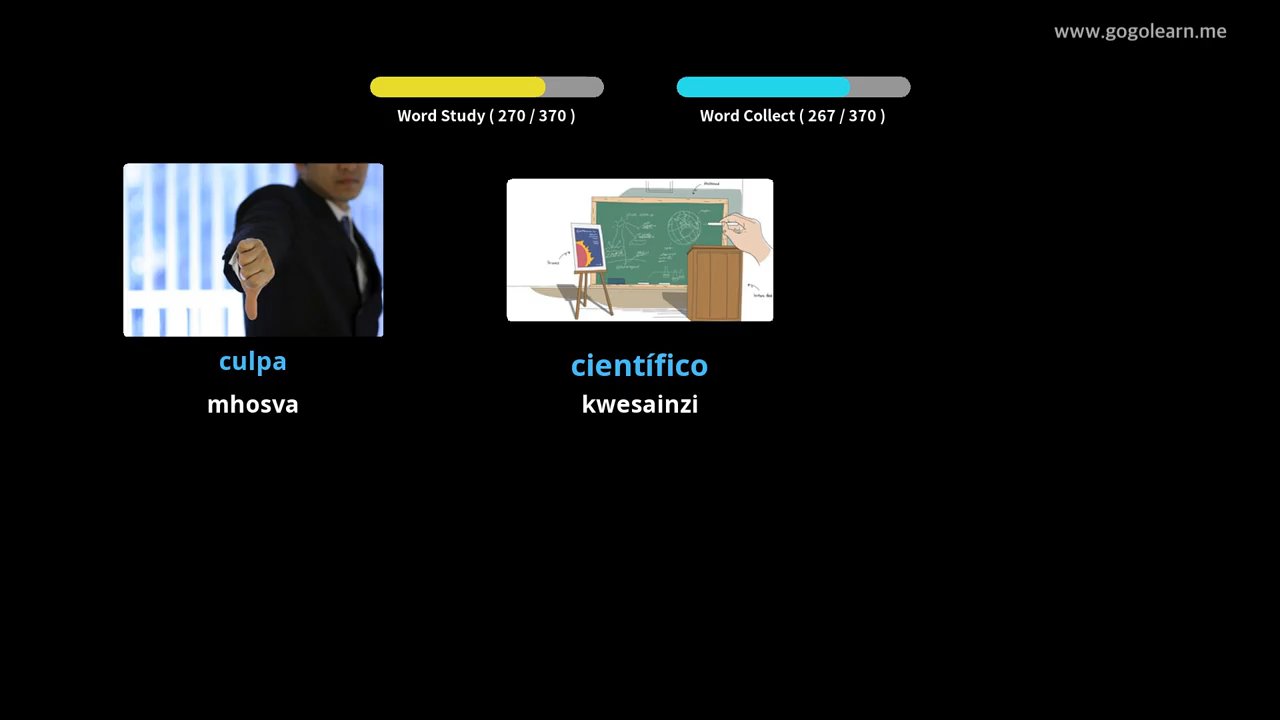 www.gogolearn.me
Word Study ( 270 / 370 )
Word Collect ( 267 / 370 )
culpa
mhosva
científico
kwesainzi